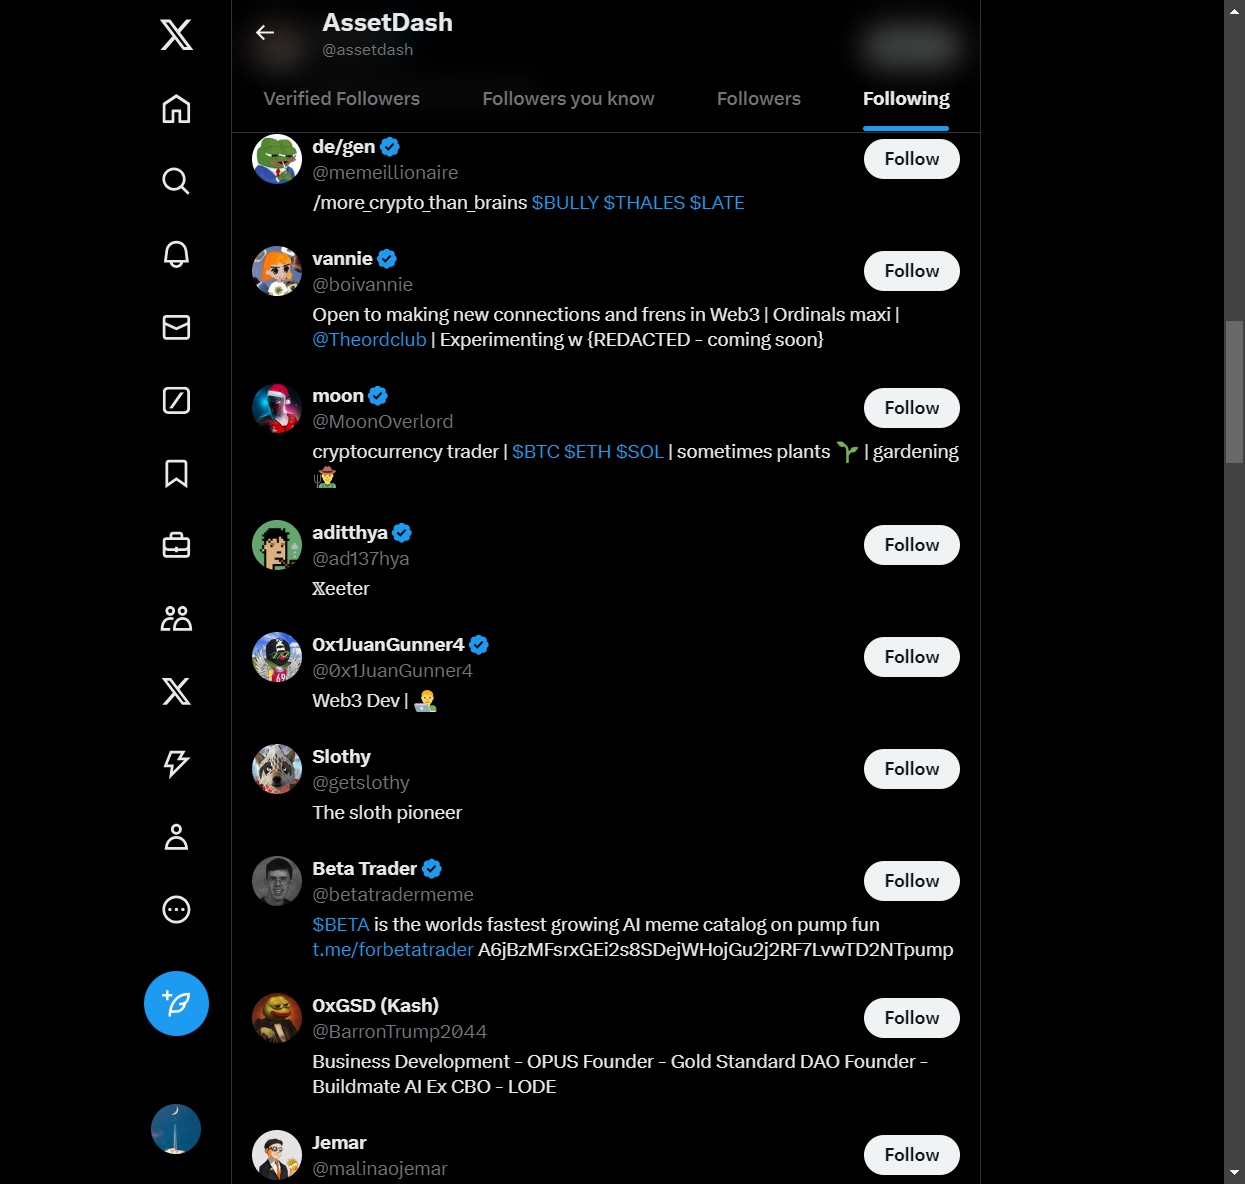 AssetDash
@assetdash
Verified Followers Followers you know Followers Following
de/gen
@memeillionaire
Follow
/more_crypto_than_brains $BULLY $THALES $LATE
vannie
@boivannie
Follow
Open to making new connections and frens in Web3 | Ordinals maxi |
@Theordclub | Experimenting w {REDACTED - coming soon}
moon
@MoonOverlord
Follow
cryptocurrency trader | $BTC $ETH $SOL | sometimes plants 🌱 | gardening
🧑‍🌾
aditthya
@ad137hya
Follow
𝕏eeter
0x1JuanGunner4
@0x1JuanGunner4
Follow
Web3 Dev | 👨‍💻
Slothy
@getslothy
Follow
The sloth pioneer
Beta Trader
@betatradermeme
Follow
$BETA is the worlds fastest growing AI meme catalog on pump fun
t.me/forbetatrader A6jBzMFsrxGEi2s8SDejWHojGu2j2RF7LvwTD2NTpump
0xGSD (Kash)
@BarronTrump2044
Follow
Business Development - OPUS Founder - Gold Standard DAO Founder -
Buildmate AI Ex CBO - LODE
Jemar
@malinaojemar
Follow